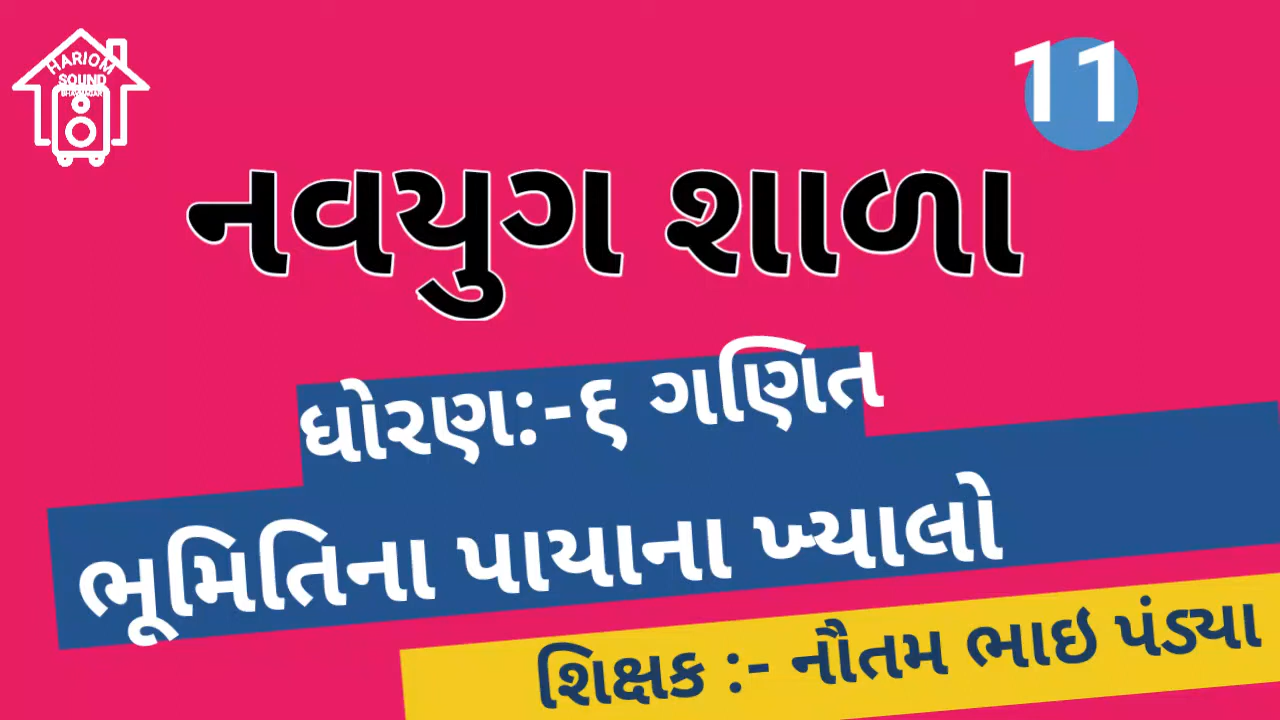 HARIOM
SOUND
11
નવયુગ શાળા
ધોરણ:-૬ ગણિત
ભૂમિતિના પાયાના ખ્યાલો
શિક્ષક :- નૌતમ ભાઇ પંડ્યા